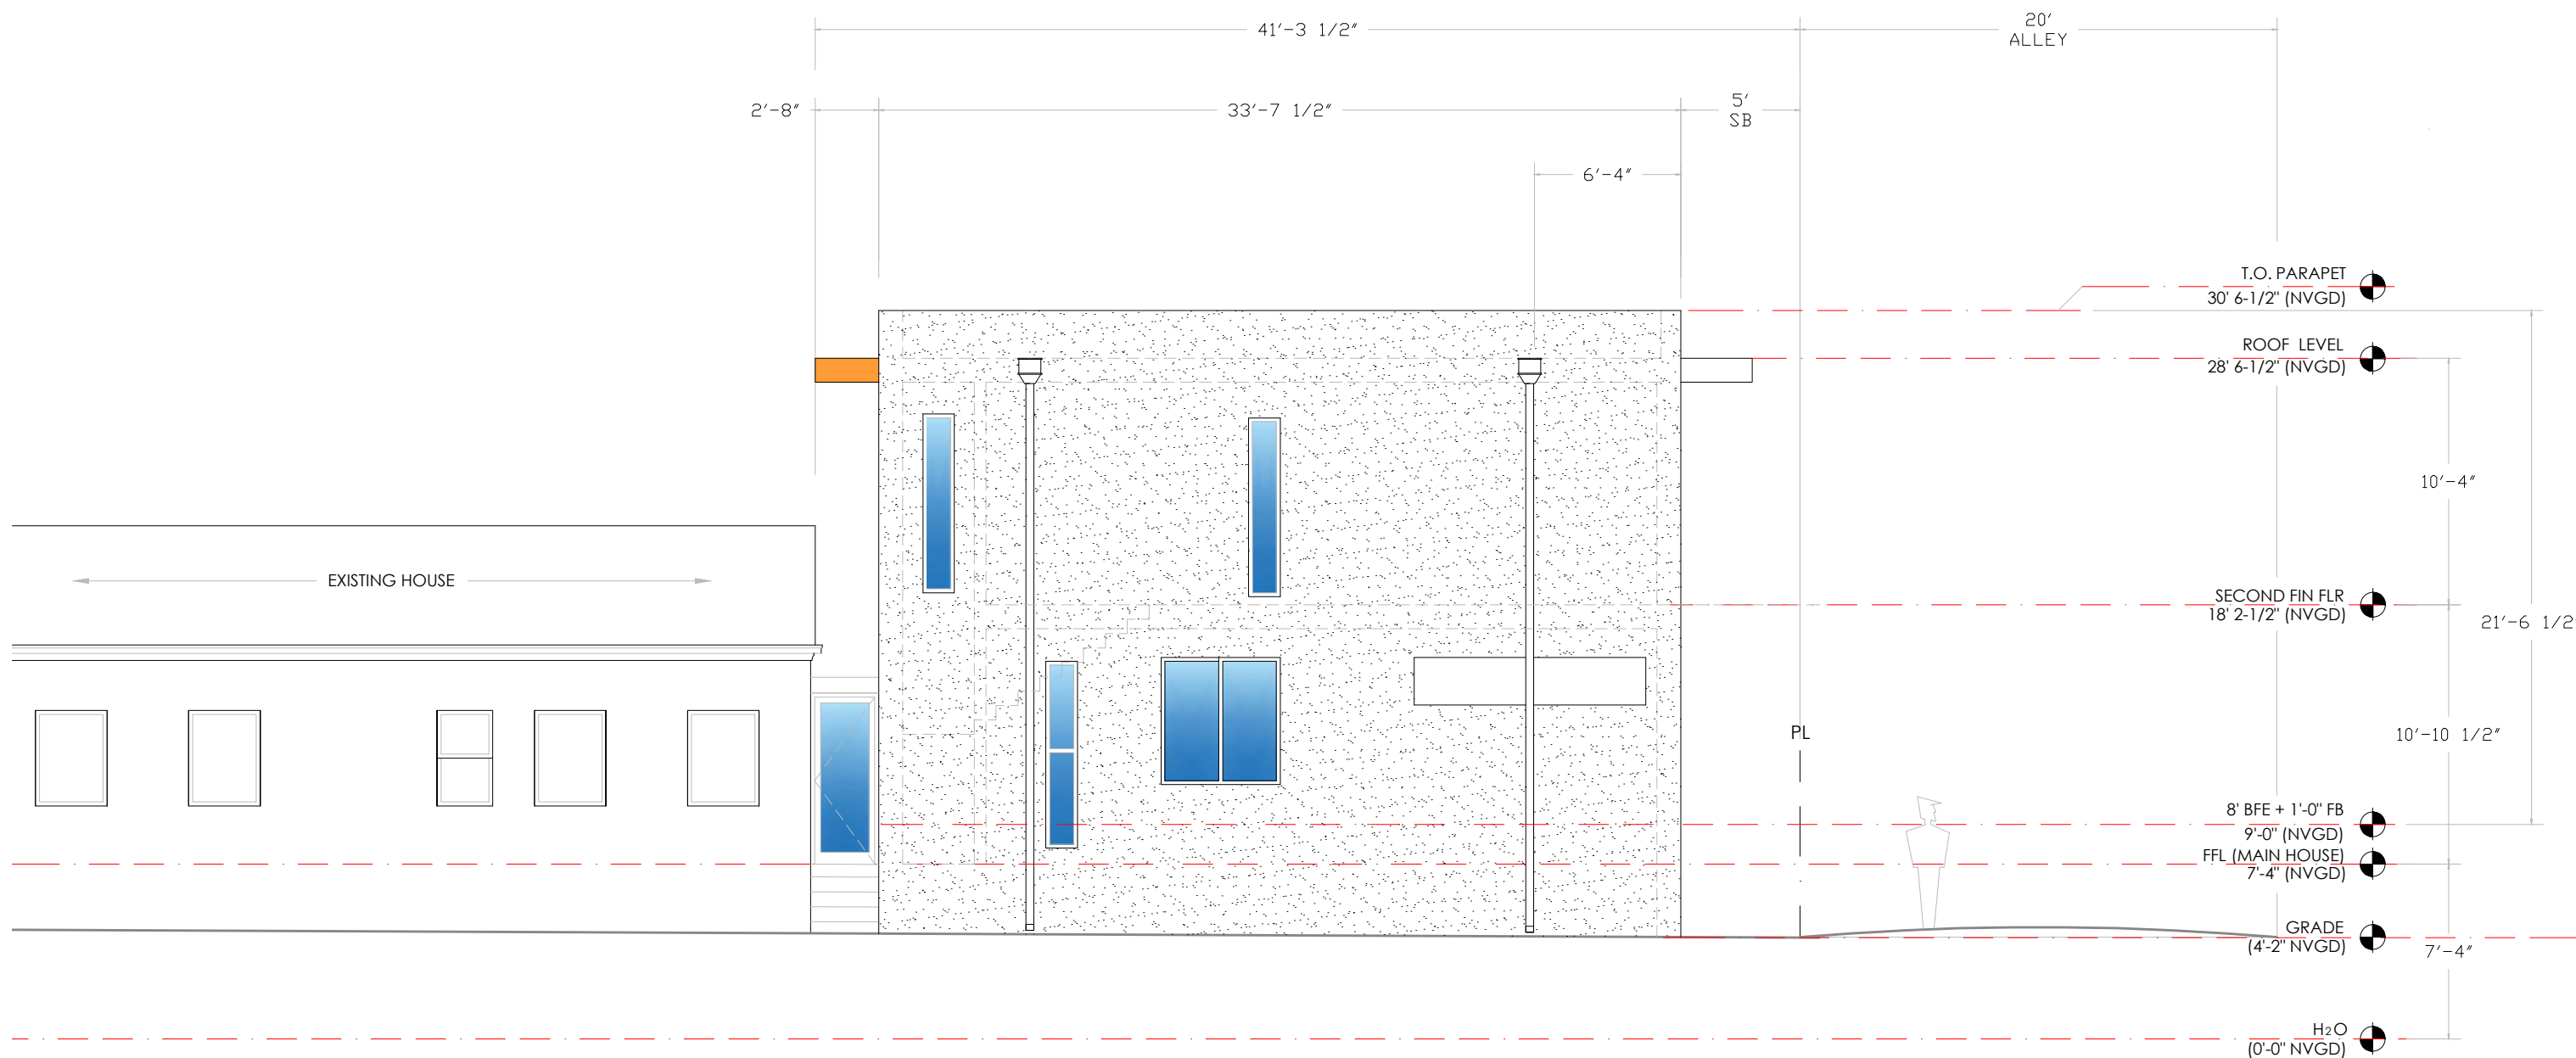 41'-3 1/2"
20'
ALLEY
2'-8"
33'-7 1/2"
5'
SB
6'-4"
T.O. PARAPET
30' 6-1/2" (NVGD)
ROOF LEVEL
28' 6-1/2" (NVGD)
10'-4"
EXISTING HOUSE
SECOND FIN FLR
18' 2-1/2" (NVGD)
21'-6 1/2"
PL
10'-10 1/2"
8' BFE + 1'-0" FB
9'-0" (NVGD)
FFL (MAIN HOUSE)
7'-4" (NVGD)
GRADE
(4'-2" NVGD)
7'-4"
H₂O
(0'-0" NVGD)